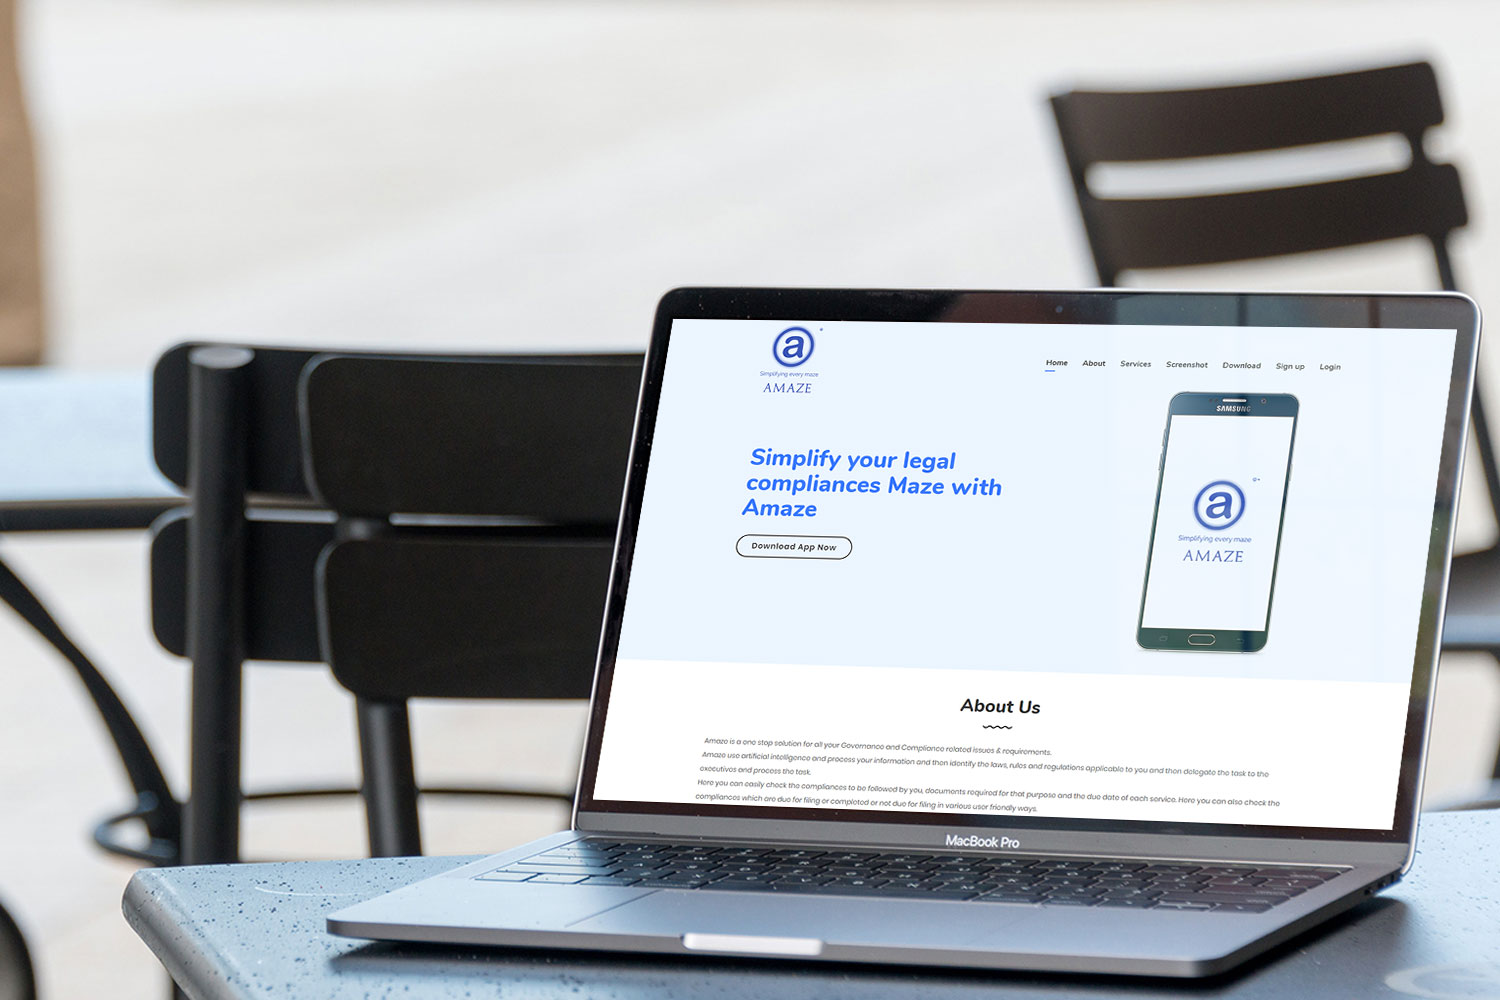 a
Simplifying every maze
AMAZE
Home About Services Screenshot Download Sign up Login
Simplify your legal
compliances Maze with
Amaze
Download App Now
SAMSUNG
a
Simplifying every maze
AMAZE
About Us
Amaze is a one stop solution for all your Governance and Compliance related issues & requirements.
Amaze use artificial intelligence and process your information and then identify the laws, rules and regulations applicable to you and then delegate the task to the
executives and process the task.
Here you can easily check the compliances to be followed by you, documents required for that purpose and the due date of each service. Here you can also check the
compliances which are due for filing or completed or not due for filing in various user friendly ways.
MacBook Pro